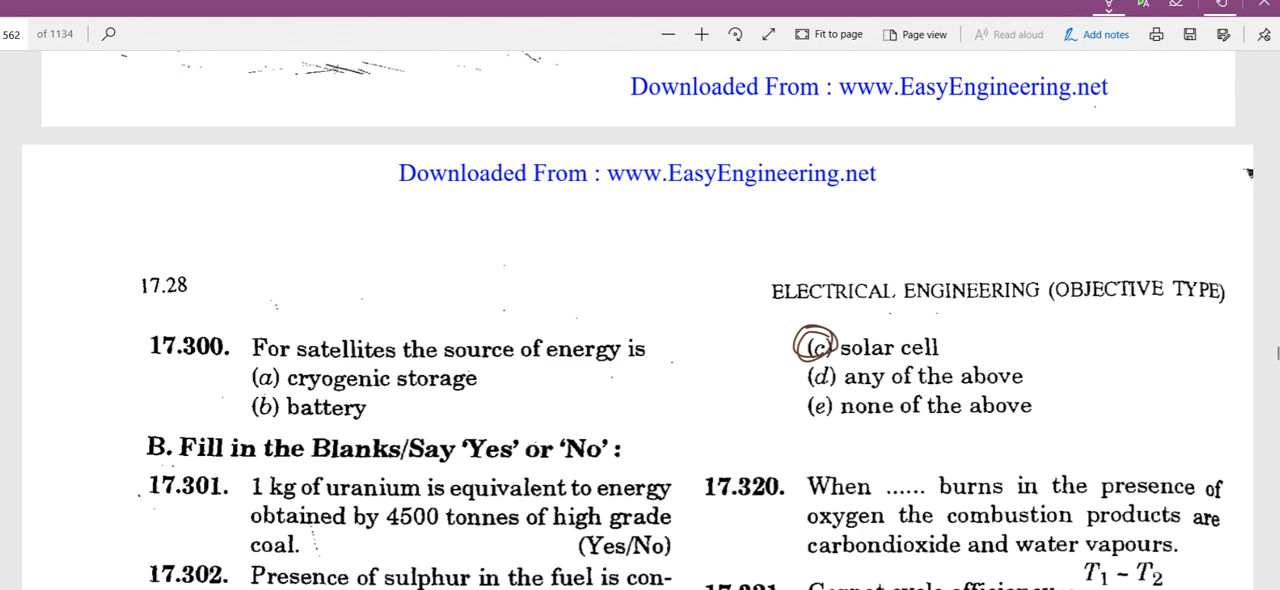 562 of 1134 Fit to page Page view Read aloud Add notes
Downloaded From : www.EasyEngineering.net
Downloaded From : www.EasyEngineering.net
17.28
ELECTRICAL ENGINEERING (OBJECTIVE TYPE)
17.300. For satellites the source of energy is
(a) cryogenic storage
(b) battery
(c) solar cell
(d) any of the above
(e) none of the above
B. Fill in the Blanks/Say 'Yes' or 'No' :
17.301. 1 kg of uranium is equivalent to energy
obtained by 4500 tonnes of high grade
coal. (Yes/No)
17.302. Presence of sulphur in the fuel is con-
17.320. When ...... burns in the presence of
oxygen the combustion products are
carbondioxide and water vapours.
T1 – T2